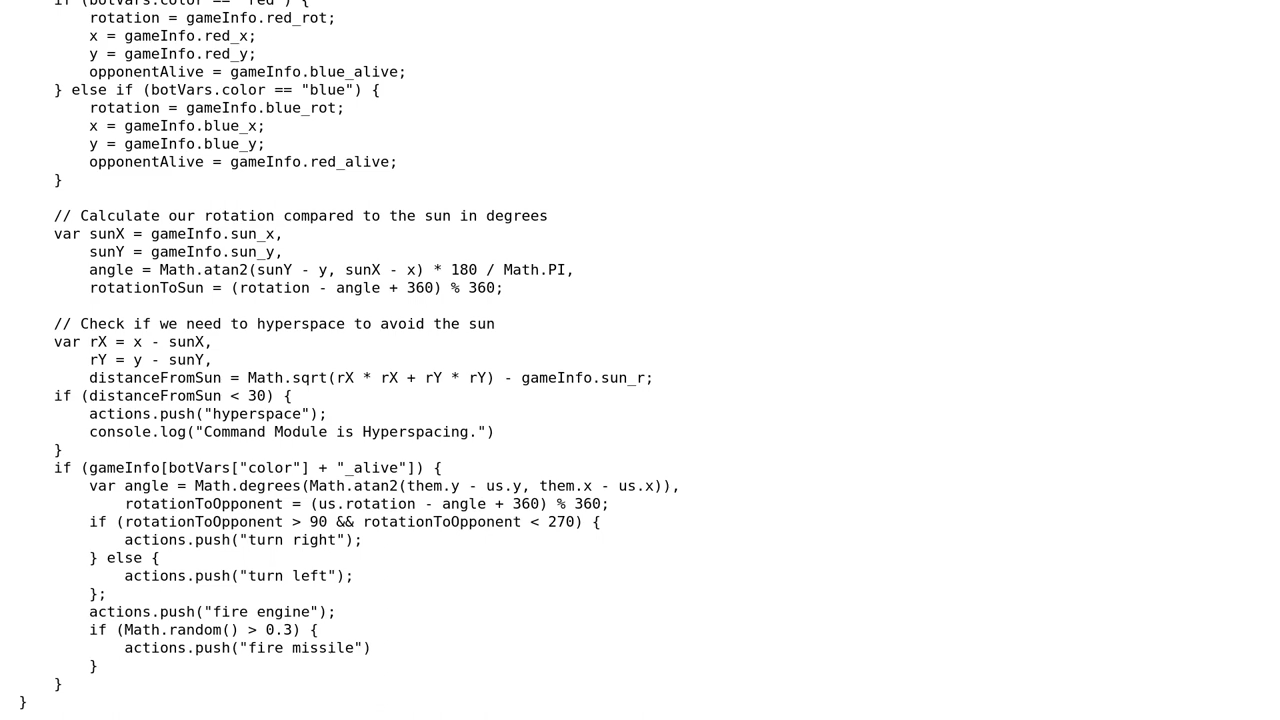 if (botVars.color == "red") {
        rotation = gameInfo.red_rot;
        x = gameInfo.red_x;
        y = gameInfo.red_y;
        opponentAlive = gameInfo.blue_alive;
    } else if (botVars.color == "blue") {
        rotation = gameInfo.blue_rot;
        x = gameInfo.blue_x;
        y = gameInfo.blue_y;
        opponentAlive = gameInfo.red_alive;
    }

    // Calculate our rotation compared to the sun in degrees
    var sunX = gameInfo.sun_x,
        sunY = gameInfo.sun_y,
        angle = Math.atan2(sunY - y, sunX - x) * 180 / Math.PI,
        rotationToSun = (rotation - angle + 360) % 360;

    // Check if we need to hyperspace to avoid the sun
    var rX = x - sunX,
        rY = y - sunY,
        distanceFromSun = Math.sqrt(rX * rX + rY * rY) - gameInfo.sun_r;
    if (distanceFromSun < 30) {
        actions.push("hyperspace");
        console.log("Command Module is Hyperspacing.")
    }
    if (gameInfo[botVars["color"] + "_alive"]) {
        var angle = Math.degrees(Math.atan2(them.y - us.y, them.x - us.x)),
            rotationToOpponent = (us.rotation - angle + 360) % 360;
        if (rotationToOpponent > 90 && rotationToOpponent < 270) {
            actions.push("turn right");
        } else {
            actions.push("turn left");
        };
        actions.push("fire engine");
        if (Math.random() > 0.3) {
            actions.push("fire missile")
        }
    }
}